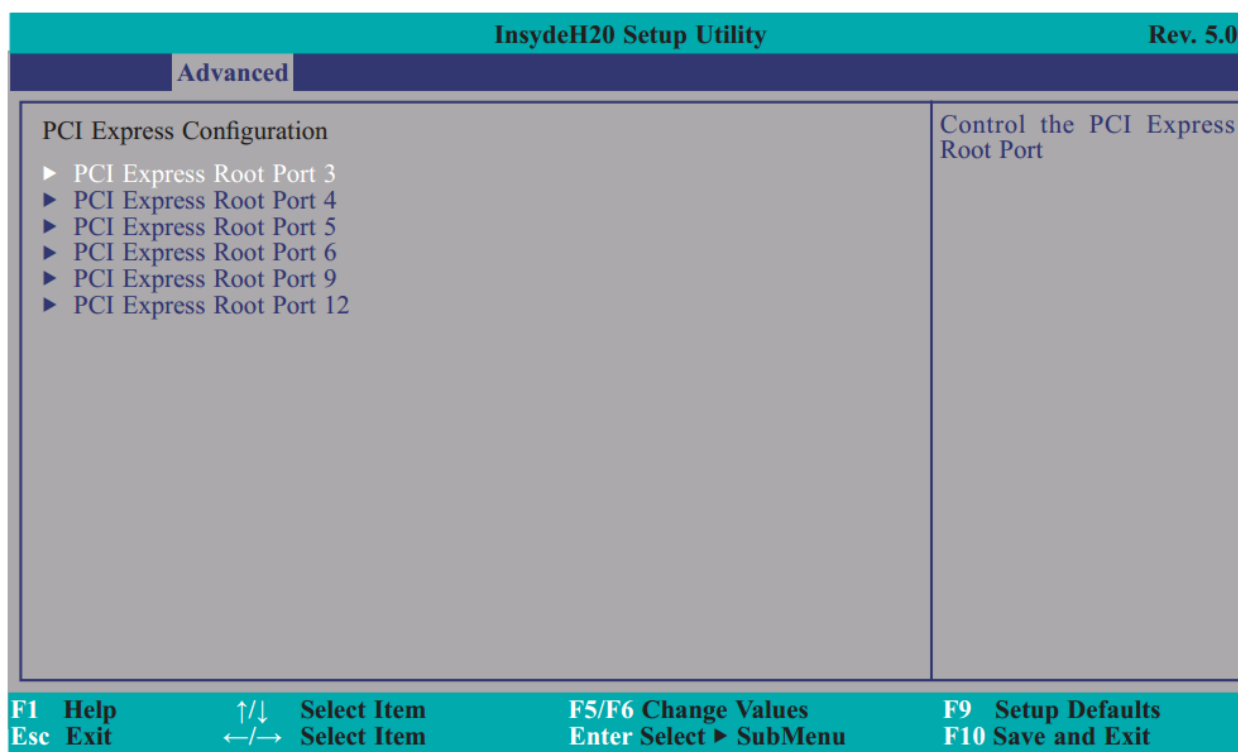 InsydeH20 Setup Utility Rev. 5.0
Advanced
PCI Express Configuration
► PCI Express Root Port 3
► PCI Express Root Port 4
► PCI Express Root Port 5
► PCI Express Root Port 6
► PCI Express Root Port 9
► PCI Express Root Port 12
Control the PCI Express
Root Port
F1 Help ↑/↓ Select Item F5/F6 Change Values F9 Setup Defaults
Esc Exit ←/→ Select Item Enter Select ► SubMenu F10 Save and Exit